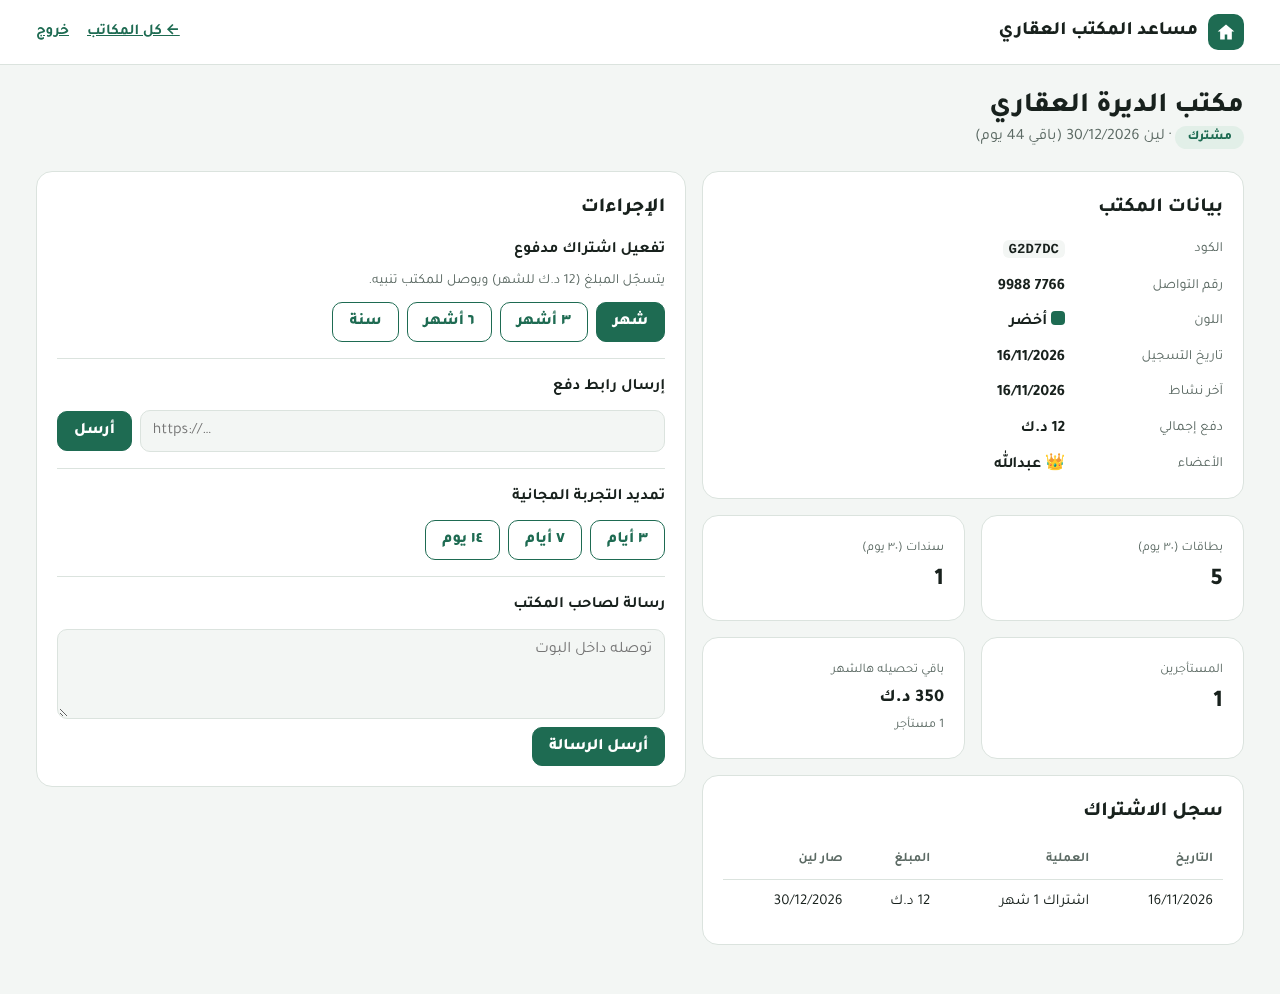 مساعد المكتب العقاري
← كل المكاتب
خروج
مكتب الديرة العقاري
مشترك · لين 30/12/2026 (باقي 44 يوم)
بيانات المكتب
الكود G2D7DC
رقم التواصل 9988 7766
اللون أخضر
تاريخ التسجيل 16/11/2026
آخر نشاط 16/11/2026
دفع إجمالي 12 د.ك
الأعضاء 👑 عبدالله
بطاقات (٣٠ يوم)
5
سندات (٣٠ يوم)
1
المستأجرين
1
باقي تحصيله هالشهر
350 د.ك
1 مستأجر
سجل الاشتراك
التاريخ العملية المبلغ صار لين
16/11/2026 اشتراك 1 شهر 12 د.ك 30/12/2026
الإجراءات
تفعيل اشتراك مدفوع
يتسجّل المبلغ (12 د.ك للشهر) ويوصل للمكتب تنبيه.
شهر ٣ أشهر ٦ أشهر سنة
إرسال رابط دفع
https://... أرسل
تمديد التجربة المجانية
٣ أيام ٧ أيام ١٤ يوم
رسالة لصاحب المكتب
توصله داخل البوت
أرسل الرسالة